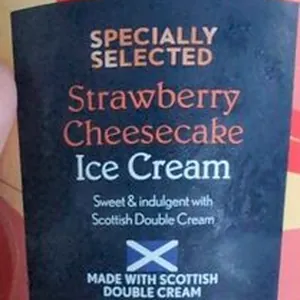 SPECIALLY
SELECTED
Strawberry
Cheesecake
Ice Cream
Sweet & indulgent with
Scottish Double Cream
MADE WITH SCOTTISH
DOUBLE CREAM